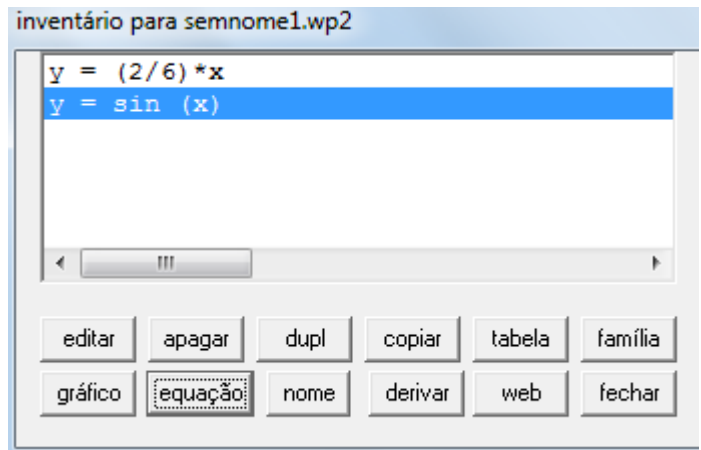 inventário para semnome1.wp2
y = (2/6)*x
y = sin (x)
editar apagar dupl copiar tabela família
gráfico equação nome derivar web fechar